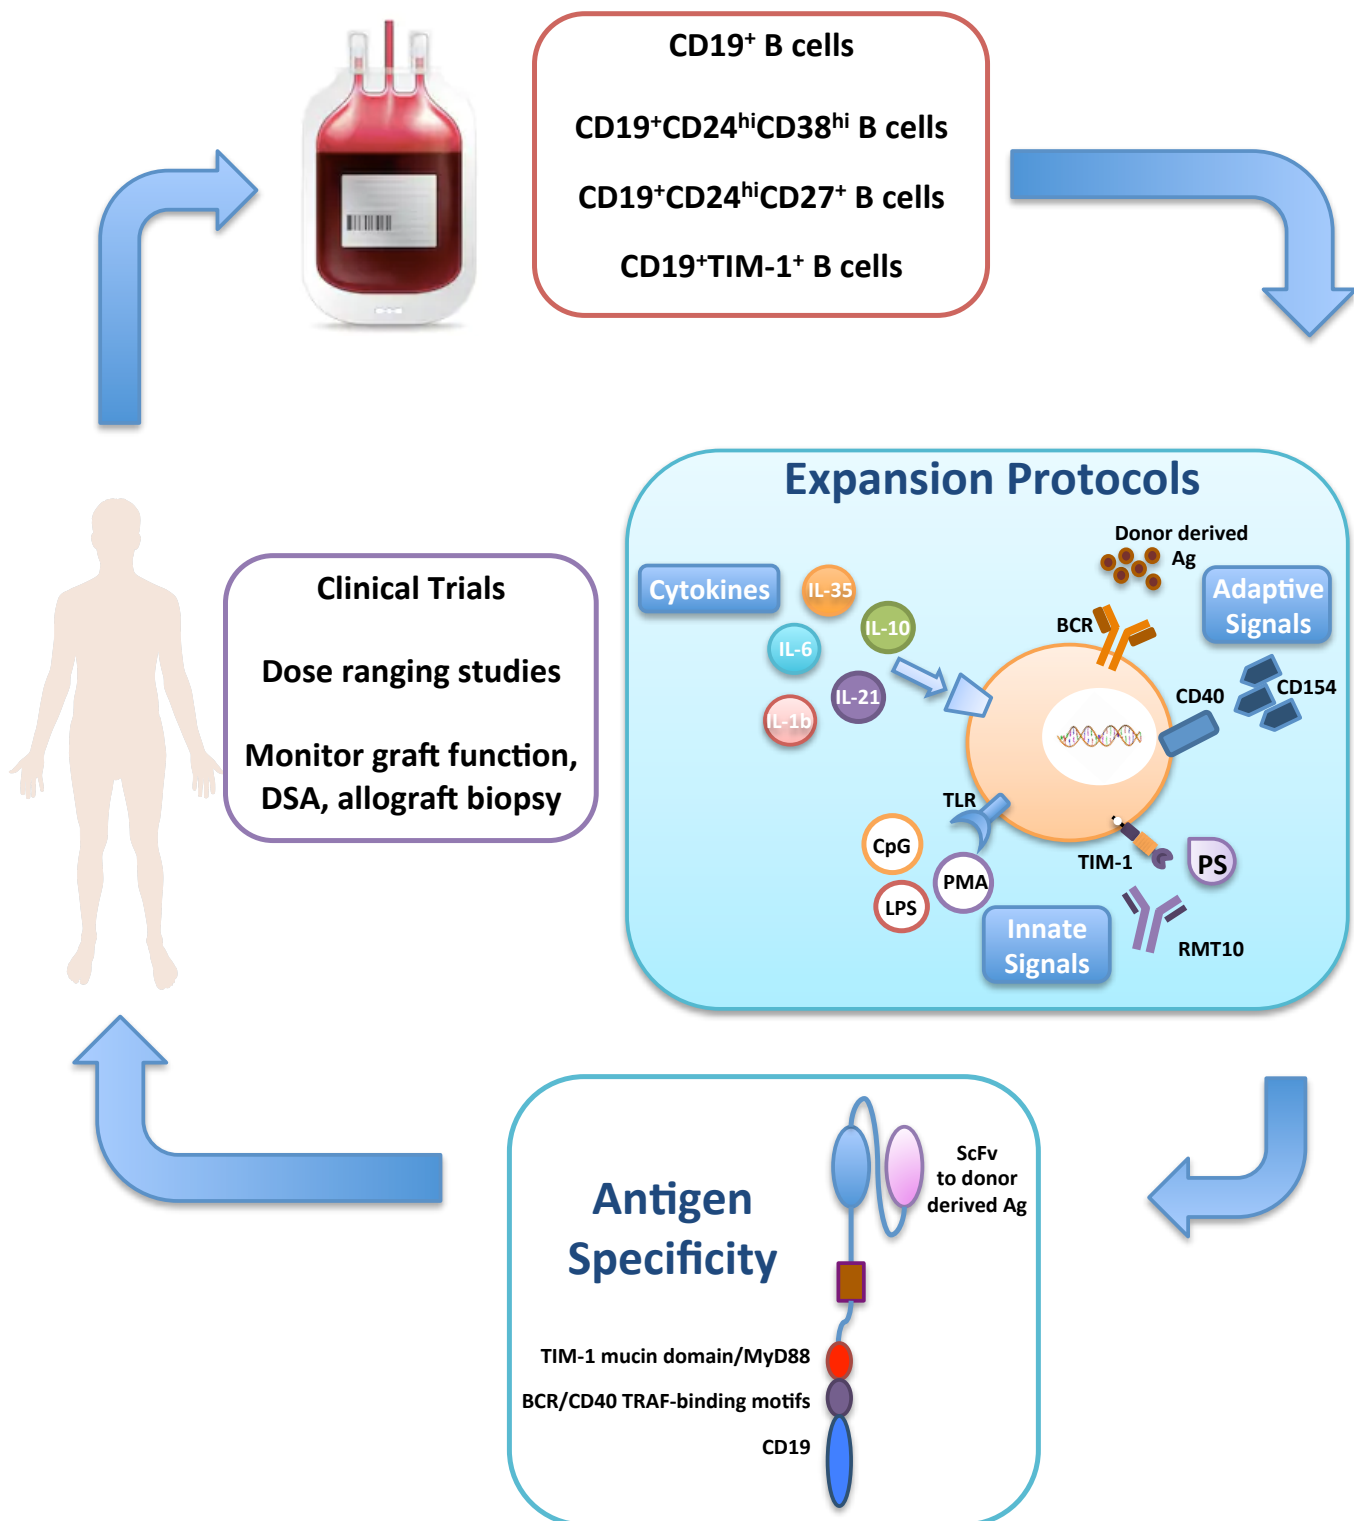 CD19⁺ B cells
CD19⁺CD24ʰⁱCD38ʰⁱ B cells
CD19⁺CD24ʰⁱCD27⁺ B cells
CD19⁺TIM-1⁺ B cells
Expansion Protocols
Donor derived
Ag
Cytokines
IL-35
IL-10
IL-6
IL-21
IL-1b
Adaptive
Signals
BCR
CD40
CD154
TLR
CpG
PMA
LPS
TIM-1
PS
RMT10
Innate
Signals
Clinical Trials
Dose ranging studies
Monitor graft function,
DSA, allograft biopsy
Antigen
Specificity
ScFv
to donor
derived Ag
TIM-1 mucin domain/MyD88
BCR/CD40 TRAF-binding motifs
CD19